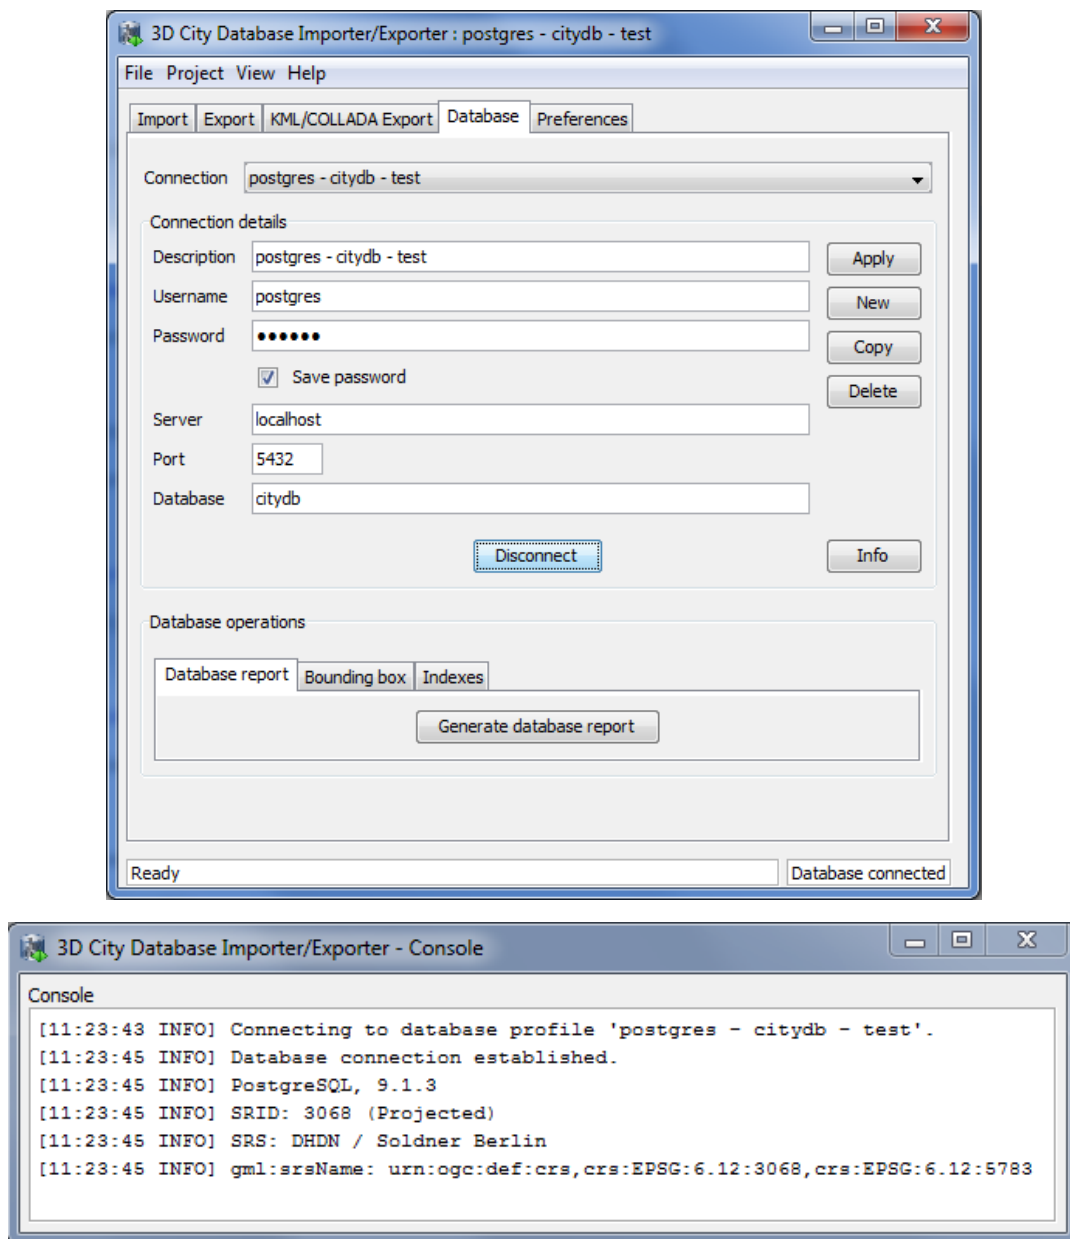 3D City Database Importer/Exporter : postgres - citydb - test
File Project View Help
Import Export KML/COLLADA Export Database Preferences
Connection postgres - citydb - test
Connection details
Description postgres - citydb - test Apply
Username postgres New
Password ●●●●●● Copy
Save password
Delete
Server localhost
Port 5432
Database citydb
Disconnect Info
Database operations
Database report Bounding box Indexes
Generate database report
Ready Database connected
3D City Database Importer/Exporter - Console
Console
[11:23:43 INFO] Connecting to database profile 'postgres - citydb - test'.
[11:23:45 INFO] Database connection established.
[11:23:45 INFO] PostgreSQL, 9.1.3
[11:23:45 INFO] SRID: 3068 (Projected)
[11:23:45 INFO] SRS: DHDN / Soldner Berlin
[11:23:45 INFO] gml:srsName: urn:ogc:def:crs,crs:EPSG:6.12:3068,crs:EPSG:6.12:5783